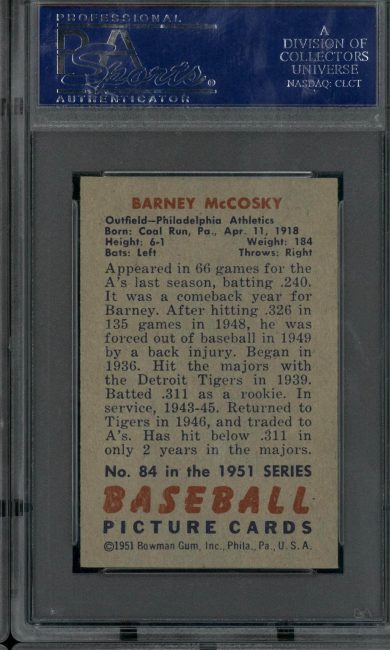 PROFESSIONAL
PSA
Sports®
AUTHENTICATOR
A
DIVISION OF
COLLECTORS
UNIVERSE
NASDAQ: CLCT
BARNEY McCOSKY
Outfield—Philadelphia Athletics
Born: Coal Run, Pa., Apr. 11, 1918
Height: 6-1 Weight: 184
Bats: Left Throws: Right
Appeared in 66 games for the
A's last season, batting .240.
It was a comeback year for
Barney. After hitting .326 in
135 games in 1948, he was
forced out of baseball in 1949
by a back injury. Began in
1936. Hit the majors with
the Detroit Tigers in 1939.
Batted .311 as a rookie. In
service, 1943-45. Returned to
Tigers in 1946, and traded to
A's. Has hit below .311 in
only 2 years in the majors.
No. 84 in the 1951 SERIES
BASEBALL
PICTURE CARDS
©1951 Bowman Gum, Inc., Phila., Pa., U.S.A.